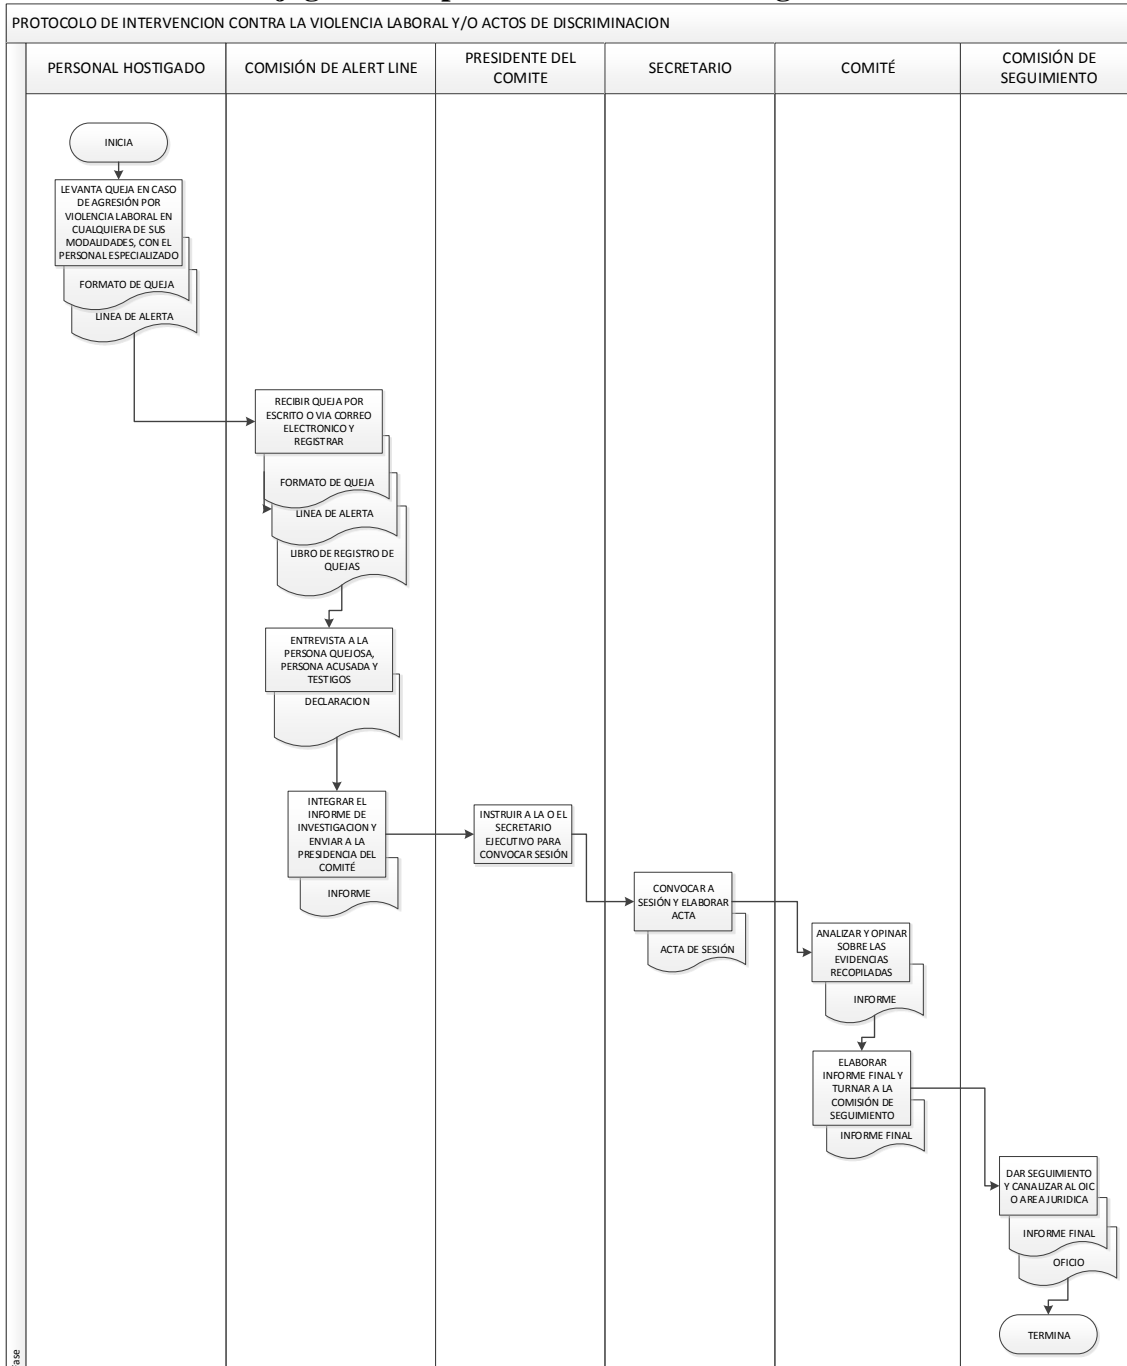 PROTOCOLO DE INTERVENCION CONTRA LA VIOLENCIA LABORAL Y/O ACTOS DE DISCRIMINACION
PERSONAL HOSTIGADO
COMISIÓN DE ALERT LINE
PRESIDENTE DEL
COMITE
SECRETARIO
COMITÉ
COMISIÓN DE
SEGUIMIENTO
INICIA
LEVANTA QUEJA EN CASO
DE AGRESIÓN POR
VIOLENCIA LABORAL EN
CUALQUIERA DE SUS
MODALIDADES, CON EL
PERSONAL ESPECIALIZADO
FORMATO DE QUEJA
LINEA DE ALERTA
RECIBIR QUEJA POR
ESCRITO O VIA CORREO
ELECTRONICO Y
REGISTRAR
FORMATO DE QUEJA
LINEA DE ALERTA
LIBRO DE REGISTRO DE
QUEJAS
ENTREVISTA A LA
PERSONA QUEJOSA,
PERSONA ACUSADA Y
TESTIGOS
DECLARACION
INTEGRAR EL
INFORME DE
INVESTIGACION Y
ENVIAR A LA
PRESIDENCIA DEL
COMITÉ
INFORME
INSTRUIR A LA O EL
SECRETARIO
EJECUTIVO PARA
CONVOCAR SESIÓN
CONVOCAR A
SESIÓN Y ELABORAR
ACTA
ACTA DE SESIÓN
ANALIZAR Y OPINAR
SOBRE LAS
EVIDENCIAS
RECOPILADAS
INFORME
ELABORAR
INFORME FINAL Y
TURNAR A LA
COMISIÓN DE
SEGUIMIENTO
INFORME FINAL
DAR SEGUIMIENTO
Y CANALIZAR AL OIC
O AREA JURIDICA
INFORME FINAL
OFICIO
TERMINA